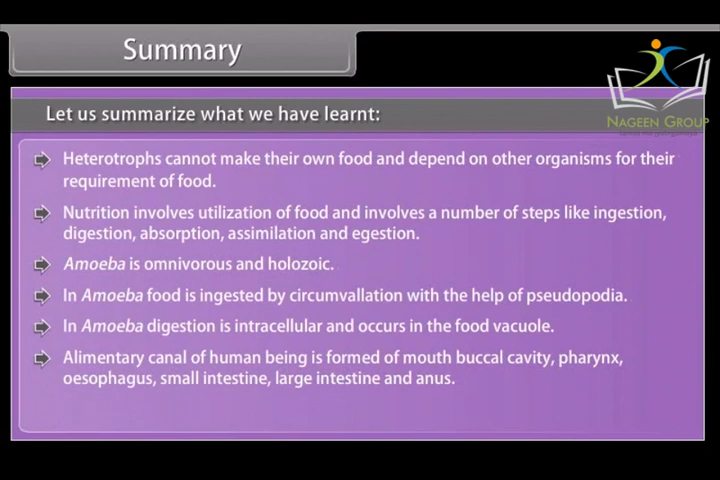 Summary
NAGEEN GROUP
Let us summarize what we have learnt:
Heterotrophs cannot make their own food and depend on other organisms for their
requirement of food.
Nutrition involves utilization of food and involves a number of steps like ingestion,
digestion, absorption, assimilation and egestion.
Amoeba is omnivorous and holozoic.
In Amoeba food is ingested by circumvallation with the help of pseudopodia.
In Amoeba digestion is intracellular and occurs in the food vacuole.
Alimentary canal of human being is formed of mouth buccal cavity, pharynx,
oesophagus, small intestine, large intestine and anus.